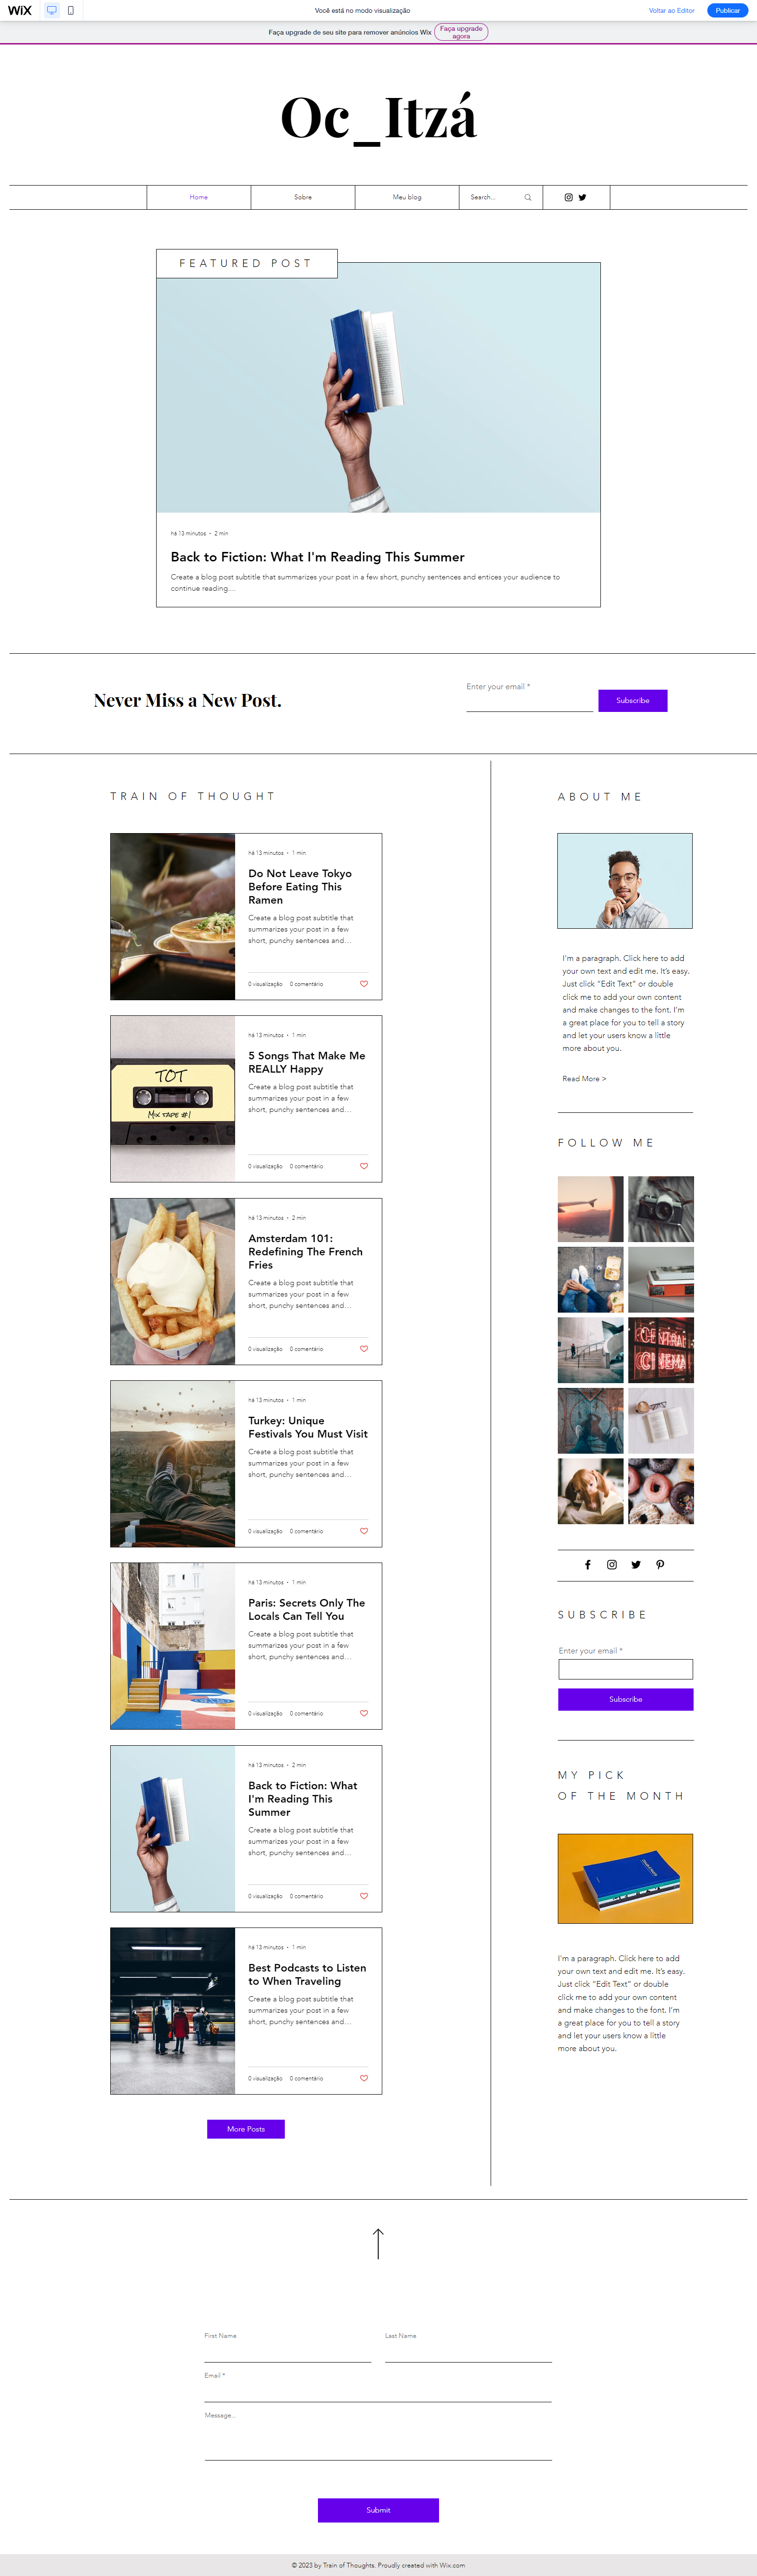 WiX
Você está no modo visualização
Voltar ao Editor
Publicar
Faça upgrade de seu site para remover anúncios Wix
Faça upgrade
agora
Oc_Itzá
Home
Sobre
Meu blog
Search...
FEATURED POST
há 13 minutos · 2 min
Back to Fiction: What I'm Reading This Summer
Create a blog post subtitle that summarizes your post in a few short, punchy sentences and entices your audience to
continue reading....
Never Miss a New Post.
Enter your email *
Subscribe
TRAIN OF THOUGHT
há 13 minutos · 1 min
Do Not Leave Tokyo
Before Eating This
Ramen
Create a blog post subtitle that
summarizes your post in a few
short, punchy sentences and...
0 visualização
0 comentário
TOT
Mix tape #1
há 13 minutos · 1 min
5 Songs That Make Me
REALLY Happy
Create a blog post subtitle that
summarizes your post in a few
short, punchy sentences and...
0 visualização
0 comentário
há 13 minutos · 2 min
Amsterdam 101:
Redefining The French
Fries
Create a blog post subtitle that
summarizes your post in a few
short, punchy sentences and...
0 visualização
0 comentário
há 13 minutos · 1 min
Turkey: Unique
Festivals You Must Visit
Create a blog post subtitle that
summarizes your post in a few
short, punchy sentences and...
0 visualização
0 comentário
há 13 minutos · 1 min
Paris: Secrets Only The
Locals Can Tell You
Create a blog post subtitle that
summarizes your post in a few
short, punchy sentences and...
0 visualização
0 comentário
há 13 minutos · 2 min
Back to Fiction: What
I'm Reading This
Summer
Create a blog post subtitle that
summarizes your post in a few
short, punchy sentences and...
0 visualização
0 comentário
há 13 minutos · 1 min
Best Podcasts to Listen
to When Traveling
Create a blog post subtitle that
summarizes your post in a few
short, punchy sentences and...
0 visualização
0 comentário
More Posts
ABOUT ME
I'm a paragraph. Click here to add
your own text and edit me. It's easy.
Just click "Edit Text" or double
click me to add your own content
and make changes to the font. I'm
a great place for you to tell a story
and let your users know a little
more about you.
Read More >
FOLLOW ME
CENTRAL
CINEMA
SUBSCRIBE
Enter your email *
Subscribe
MY PICK
OF THE MONTH
I'm a paragraph. Click here to add
your own text and edit me. It's easy.
Just click "Edit Text" or double
click me to add your own content
and make changes to the font. I'm
a great place for you to tell a story
and let your users know a little
more about you.
First Name
Last Name
Email *
Message...
Submit
© 2023 by Train of Thoughts. Proudly created with Wix.com